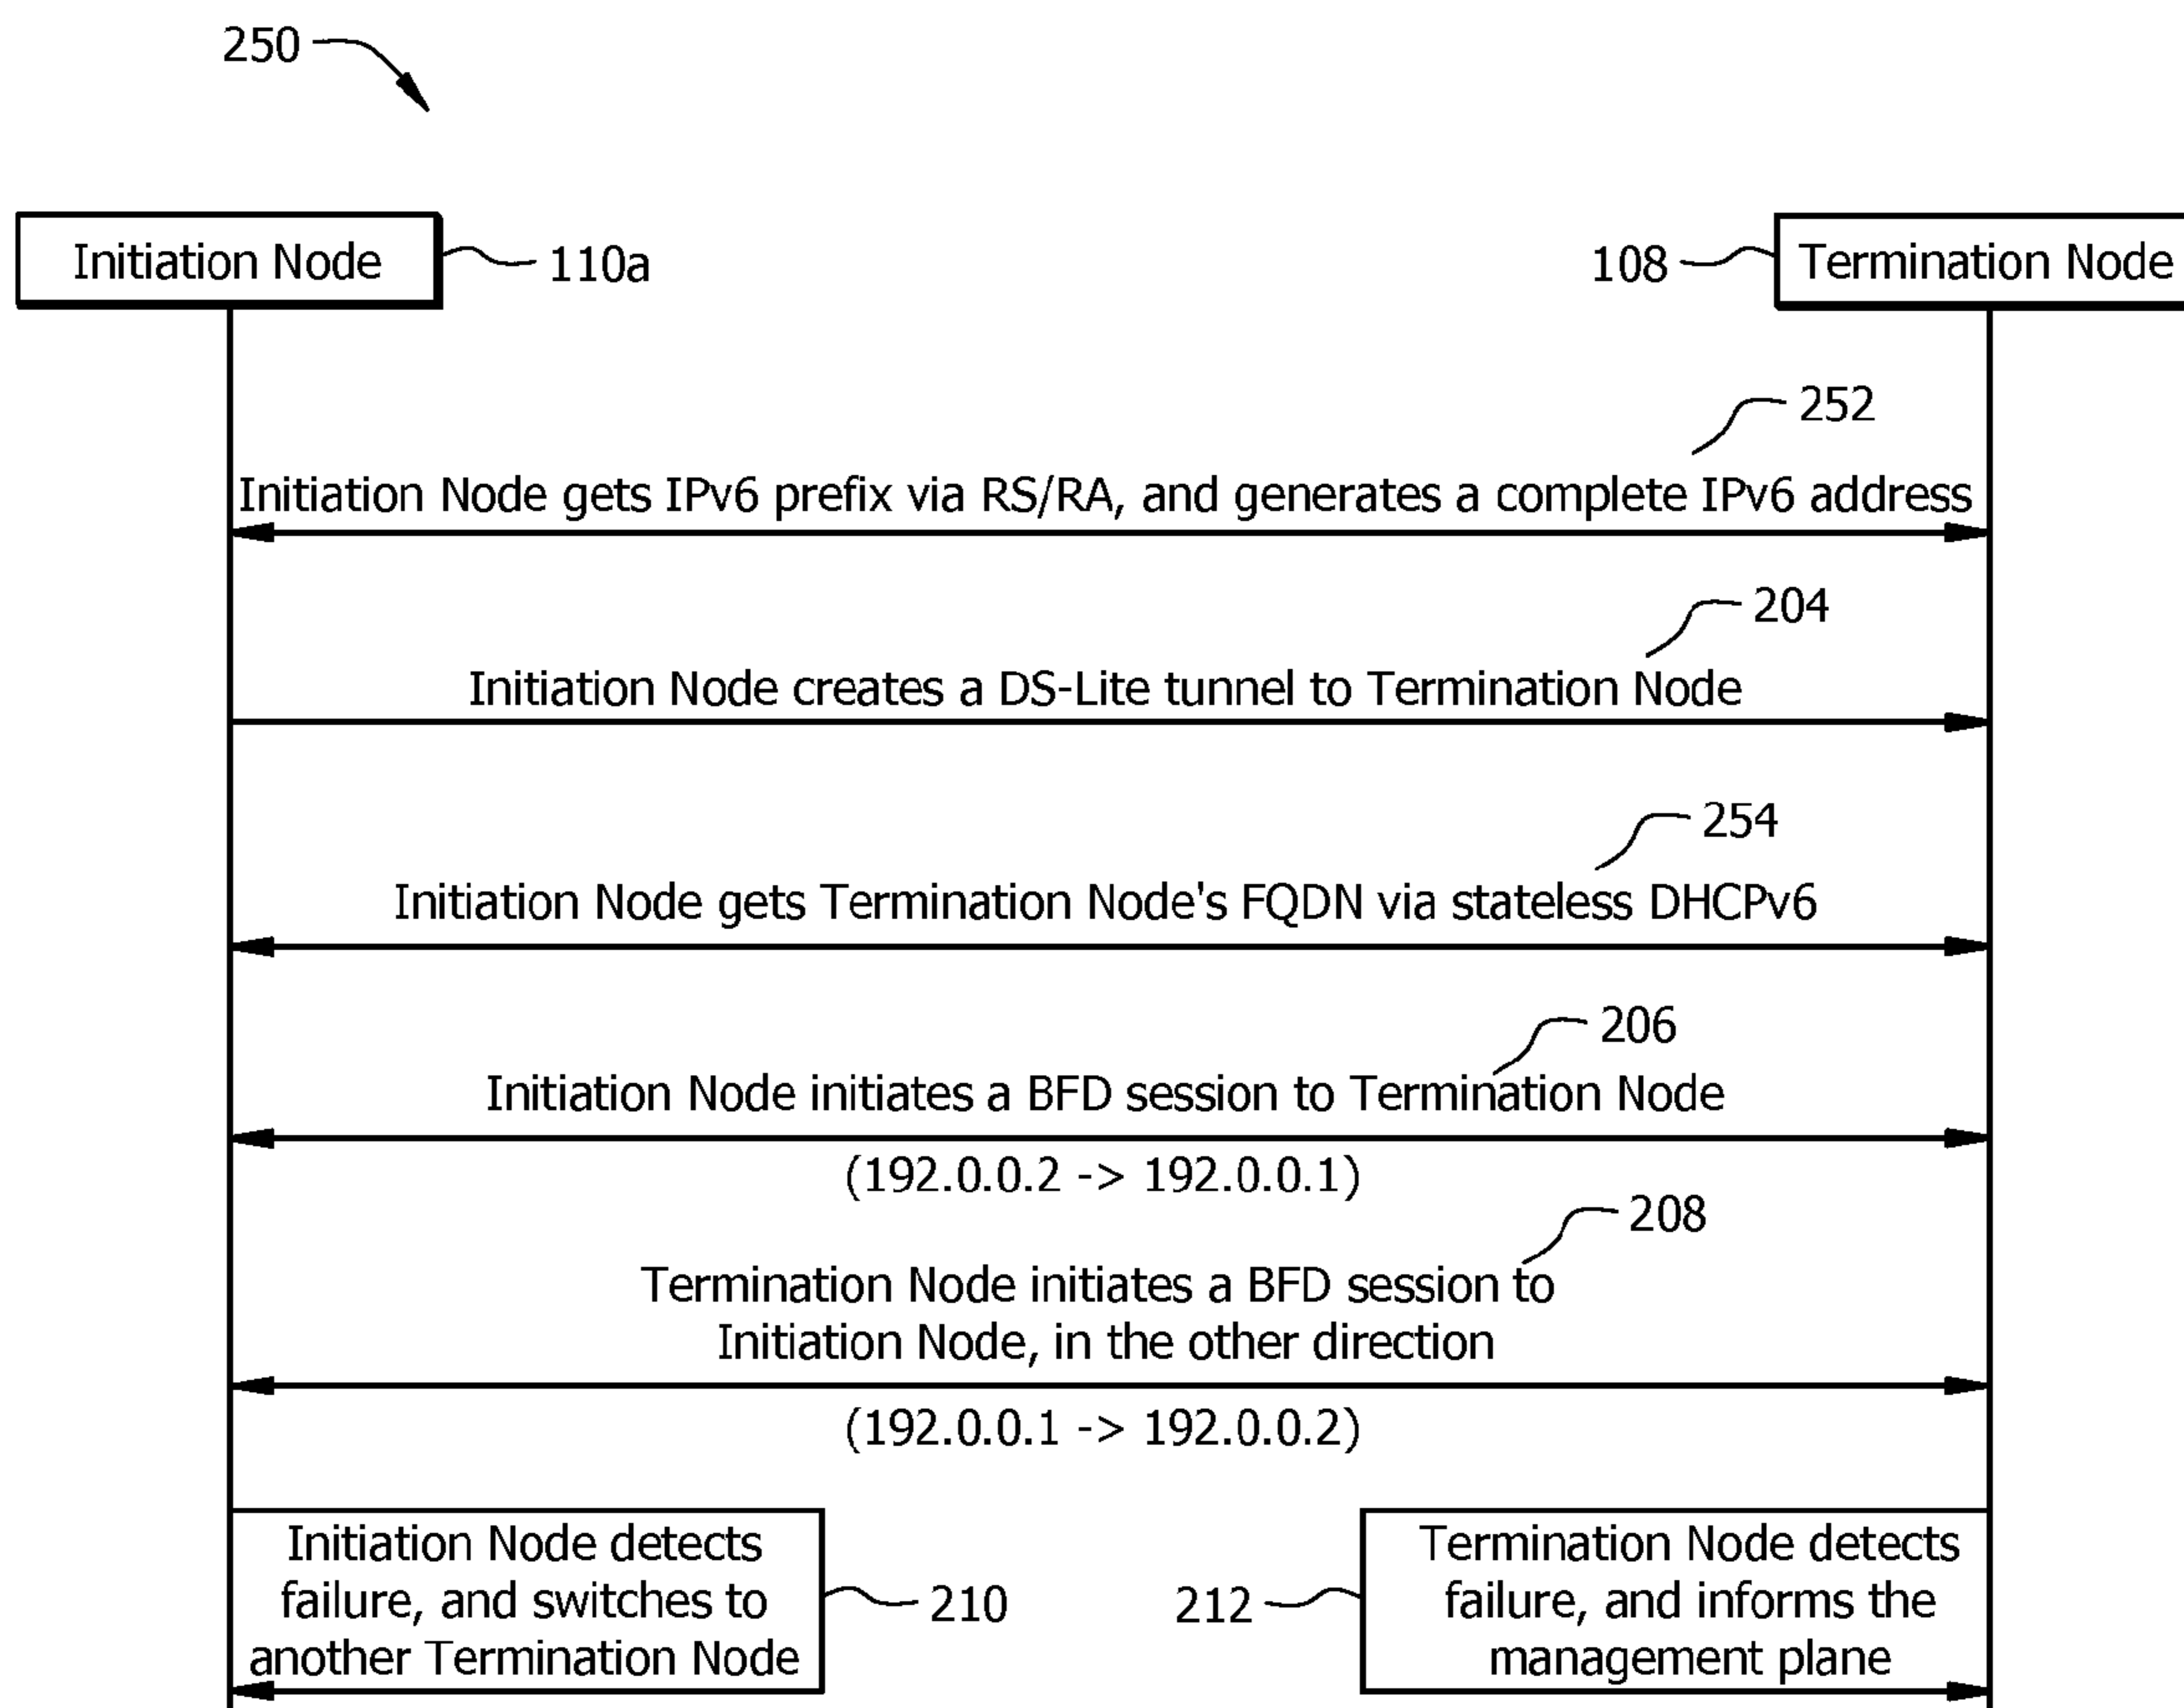 250
Initiation Node
110a
108
Termination Node
252
Initiation Node gets IPv6 prefix via RS/RA, and generates a complete IPv6 address
204
Initiation Node creates a DS-Lite tunnel to Termination Node
254
Initiation Node gets Termination Node's FQDN via stateless DHCPv6
206
Initiation Node initiates a BFD session to Termination Node
(192.0.0.2 -> 192.0.0.1)
208
Termination Node initiates a BFD session to
Initiation Node, in the other direction
(192.0.0.1 -> 192.0.0.2)
Initiation Node detects
failure, and switches to
another Termination Node
210
212
Termination Node detects
failure, and informs the
management plane